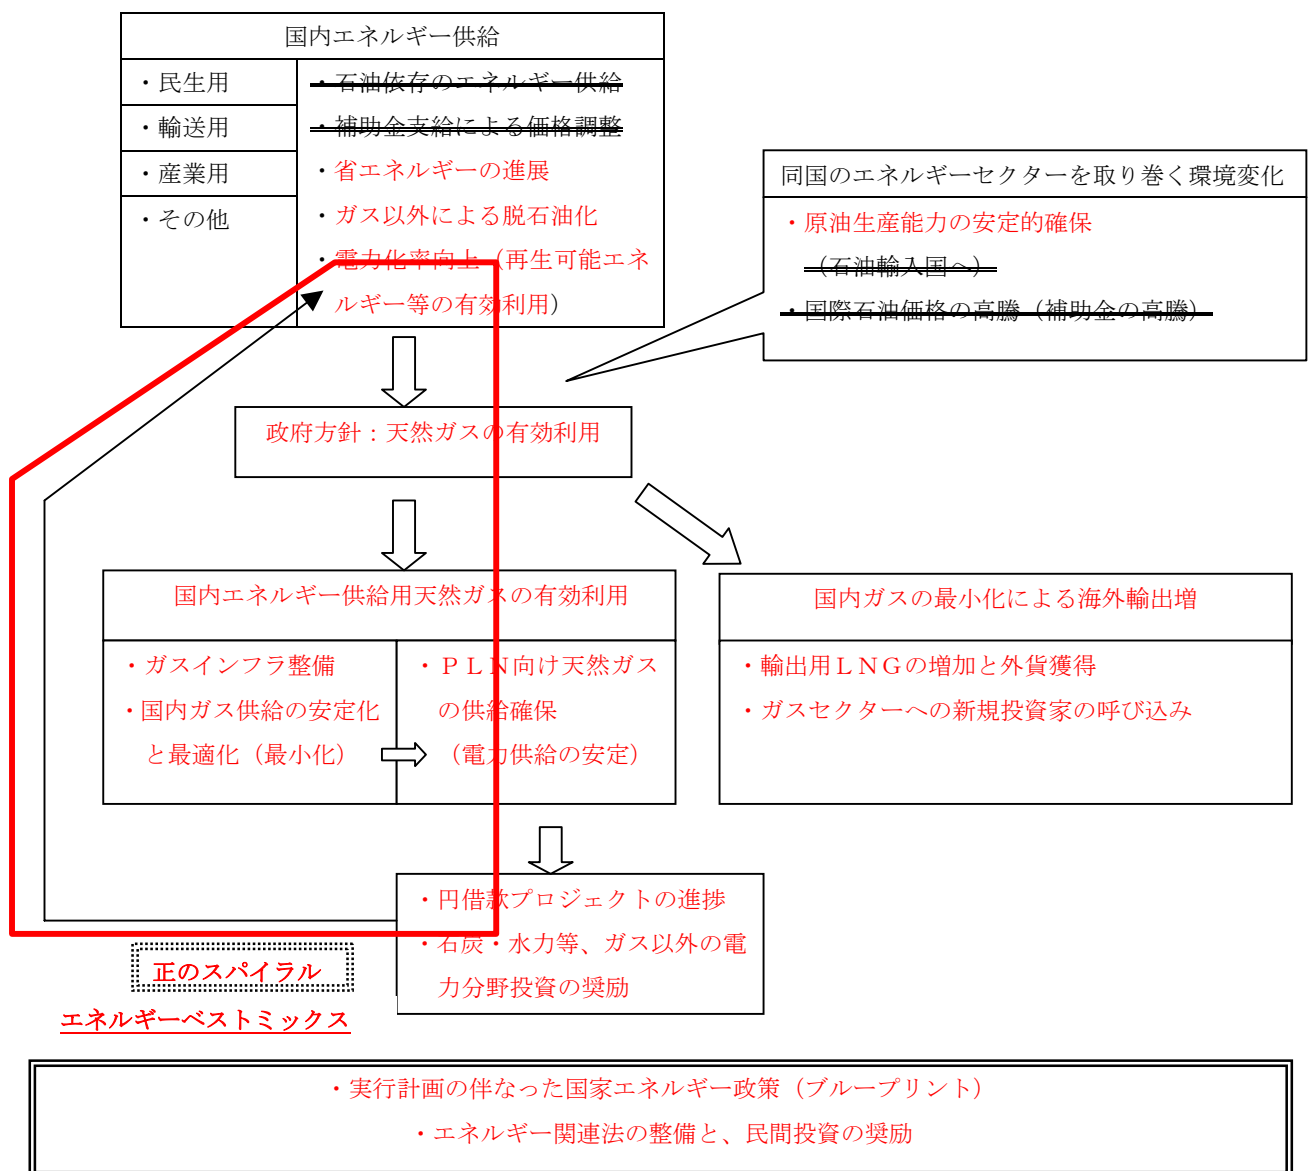 国内エネルギー供給
・民生用
・輸送用
・産業用
・その他
・石油依存のエネルギー供給
・補助金支給による価格調整
・省エネルギーの進展
・ガス以外による脱石油化
・電力化率向上（再生可能エネ
ルギー等の有効利用）
同国のエネルギーセクターを取り巻く環境変化
・原油生産能力の安定的確保
（石油輸入国へ）
・国際石油価格の高騰（補助金の高騰）
政府方針：天然ガスの有効利用
国内エネルギー供給用天然ガスの有効利用
・ガスインフラ整備
・国内ガス供給の安定化
と最適化（最小化）
・ＰＬＮ向け天然ガス
の供給確保
（電力供給の安定）
国内ガスの最小化による海外輸出増
・輸出用ＬＮＧの増加と外貨獲得
・ガスセクターへの新規投資家の呼び込み
・円借款プロジェクトの進捗
・石炭・水力等、ガス以外の電
力分野投資の奨励
正のスパイラル
エネルギーベストミックス
・実行計画の伴なった国家エネルギー政策（ブループリント）
・エネルギー関連法の整備と、民間投資の奨励